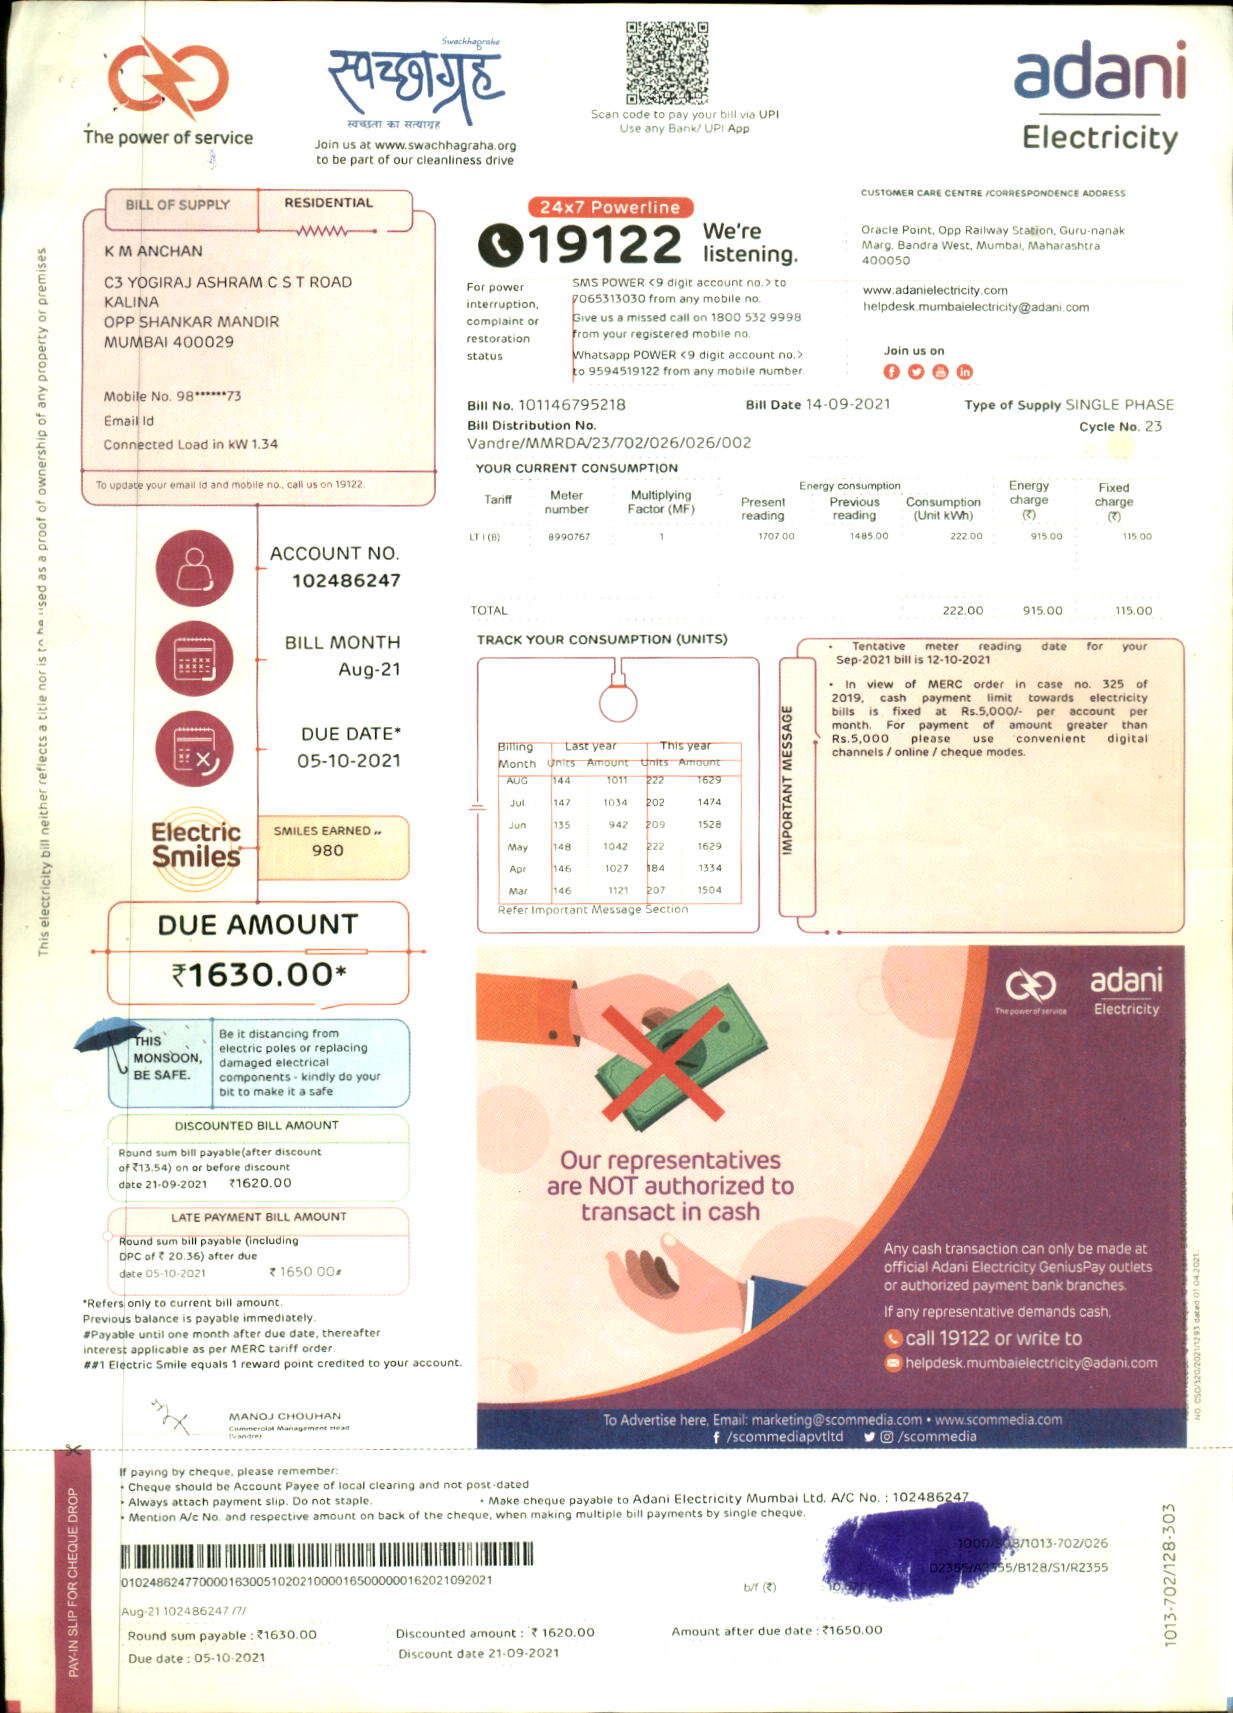 The power of service
Swachhagraha
स्वच्छाग्रह
स्वच्छता का सत्याग्रह
Join us at www.swachhagraha.org
to be part of our cleanliness drive
Scan code to pay your bill via UPI
Use any Bank/ UPI App
adani
Electricity
BILL OF SUPPLY
RESIDENTIAL
K M ANCHAN
C3 YOGIRAJ ASHRAM C S T ROAD
KALINA
OPP SHANKAR MANDIR
MUMBAI 400029
Mobile No. 98******73
Email Id
Connected Load in kW 1.34
To update your email Id and mobile no., call us on 19122.
24x7 Powerline
19122 We're
listening.
For power
interruption,
complaint or
restoration
status
SMS POWER <9 digit account no.> to
7065313030 from any mobile no.
Give us a missed call on 1800 532 9998
from your registered mobile no.
Whatsapp POWER <9 digit account no.>
to 9594519122 from any mobile number.
CUSTOMER CARE CENTRE /CORRESPONDENCE ADDRESS
Oracle Point, Opp Railway Station, Guru-nanak
Marg, Bandra West, Mumbai, Maharashtra
400050
www.adanielectricity.com
helpdesk.mumbaielectricity@adani.com
Join us on
Bill No. 101146795218 Bill Date 14-09-2021 Type of Supply SINGLE PHASE
Bill Distribution No. Cycle No. 23
Vandre/MMRDA/23/702/026/026/002
YOUR CURRENT CONSUMPTION
Tariff
Meter
number
Multiplying
Factor (MF)
Energy consumption
Present
reading
Previous
reading
Consumption
(Unit kWh)
Energy
charge
(₹)
Fixed
charge
(₹)
LT I (B) 8990767 1 1707.00 1485.00 222.00 915.00 115.00
TOTAL 222.00 915.00 115.00
ACCOUNT NO.
102486247
BILL MONTH
Aug-21
DUE DATE*
05-10-2021
Electric
Smiles
SMILES EARNED
980
DUE AMOUNT
₹1630.00*
THIS
MONSOON,
BE SAFE.
Be it distancing from
electric poles or replacing
damaged electrical
components - kindly do your
bit to make it a safe
DISCOUNTED BILL AMOUNT
Round sum bill payable(after discount
of ₹13.54) on or before discount
date 21-09-2021 ₹1620.00
LATE PAYMENT BILL AMOUNT
Round sum bill payable (including
DPC of ₹ 20.36) after due
date 05-10-2021 ₹ 1650.00#
*Refers only to current bill amount.
Previous balance is payable immediately.
#Payable until one month after due date, thereafter
interest applicable as per MERC tariff order.
##1 Electric Smile equals 1 reward point credited to your account.
MANOJ CHOUHAN
Commercial Management Head
(Vandre)
TRACK YOUR CONSUMPTION (UNITS)
Billing Last year This year
Month Units Amount Units Amount
AUG 144 1011 222 1629
Jul 147 1034 202 1474
Jun 135 942 209 1528
May 148 1042 222 1629
Apr 146 1027 184 1334
Mar 146 1121 207 1504
Refer Important Message Section
IMPORTANT MESSAGE
• Tentative meter reading date for your
Sep-2021 bill is 12-10-2021
• In view of MERC order in case no. 325 of
2019, cash payment limit towards electricity
bills is fixed at Rs.5,000/- per account per
month. For payment of amount greater than
Rs.5,000 please use convenient digital
channels / online / cheque modes.
The power of service
adani
Electricity
Our representatives
are NOT authorized to
transact in cash
Any cash transaction can only be made at
official Adani Electricity GeniusPay outlets
or authorized payment bank branches.
If any representative demands cash,
call 19122 or write to
helpdesk.mumbaielectricity@adani.com
To Advertise here, Email: marketing@scommedia.com • www.scommedia.com
/scommediapvtltd /scommedia
This electricity bill neither reflects a title nor is to be used as a proof of ownership of any property or premises
NO. CSD/320/2021/1293 dated 01.04.2021.
PAY-IN SLIP FOR CHEQUE DROP
If paying by cheque, please remember:
• Cheque should be Account Payee of local clearing and not post-dated
• Always attach payment slip. Do not staple. • Make cheque payable to Adani Electricity Mumbai Ltd. A/C No. : 102486247
• Mention A/c No. and respective amount on back of the cheque, when making multiple bill payments by single cheque.
/1013-702/026
/B128/S1/R2355
b/f (₹)
Aug-21 102486247 /7/
Round sum payable : ₹1630.00 Discounted amount : ₹ 1620.00 Amount after due date : ₹1650.00
Due date : 05-10-2021 Discount date 21-09-2021
1013-702/128-303